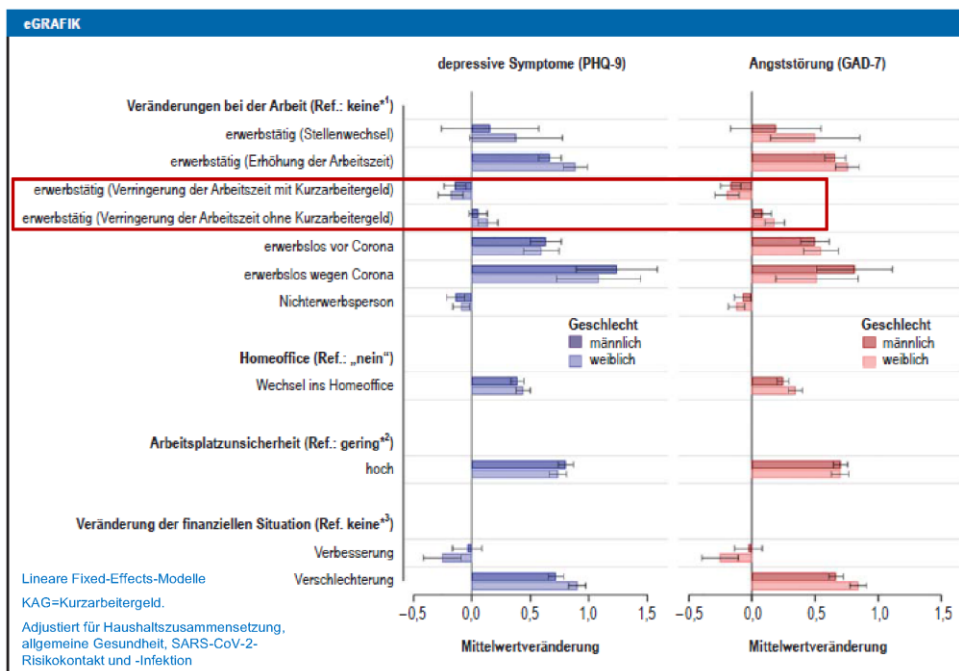 eGRAFIK
depressive Symptome (PHQ-9)
Angststörung (GAD-7)
Veränderungen bei der Arbeit (Ref.: keine*1)
erwerbstätig (Stellenwechsel)
erwerbstätig (Erhöhung der Arbeitszeit)
erwerbstätig (Verringerung der Arbeitszeit mit Kurzarbeitergeld)
erwerbstätig (Verringerung der Arbeitszeit ohne Kurzarbeitergeld)
erwerbslos vor Corona
erwerbslos wegen Corona
Nichterwerbsperson
Geschlecht
männlich
weiblich
Geschlecht
männlich
weiblich
Homeoffice (Ref.: „nein“)
Wechsel ins Homeoffice
Arbeitsplatzunsicherheit (Ref.: gering*2)
hoch
Veränderung der finanziellen Situation (Ref. keine*3)
Verbesserung
Verschlechterung
–0,5 0,0 0,5 1,0 1,5
–0,5 0,0 0,5 1,0 1,5
Mittelwertveränderung
Mittelwertveränderung
Lineare Fixed-Effects-Modelle
KAG=Kurzarbeitergeld.
Adjustiert für Haushaltszusammensetzung,
allgemeine Gesundheit, SARS-CoV-2-
Risikokontakt und -Infektion